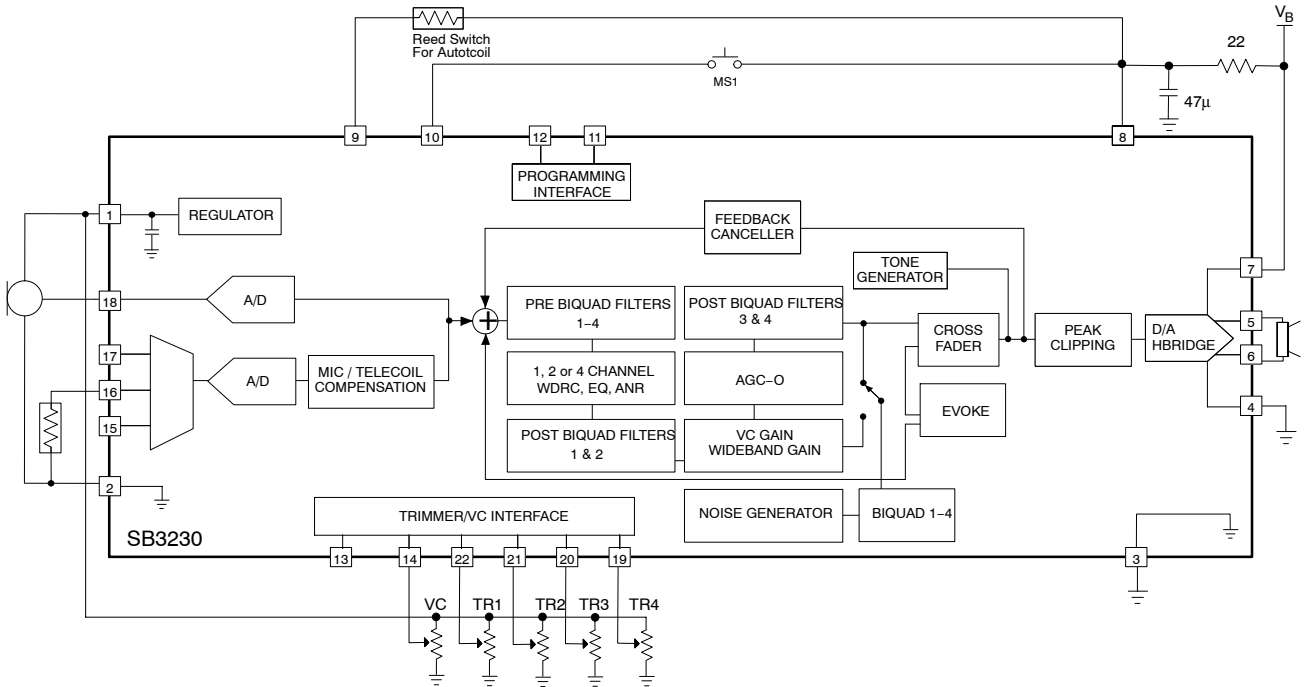 V_B
Reed Switch
For Autotcoil
22
MS1
47μ
9
10
12
11
8
PROGRAMMING
INTERFACE
1
REGULATOR
FEEDBACK
CANCELLER
TONE
GENERATOR
7
18
A/D
PRE BIQUAD FILTERS
1–4
POST BIQUAD FILTERS
3 & 4
CROSS
FADER
PEAK
CLIPPING
D/A
HBRIDGE
5
6
17
16
15
A/D
MIC / TELECOIL
COMPENSATION
1, 2 or 4 CHANNEL
WDRC, EQ, ANR
AGC–O
EVOKE
4
POST BIQUAD FILTERS
1 & 2
VC GAIN
WIDEBAND GAIN
2
TRIMMER/VC INTERFACE
NOISE GENERATOR
BIQUAD 1–4
SB3230
13
14
22
21
20
19
3
VC
TR1
TR2
TR3
TR4